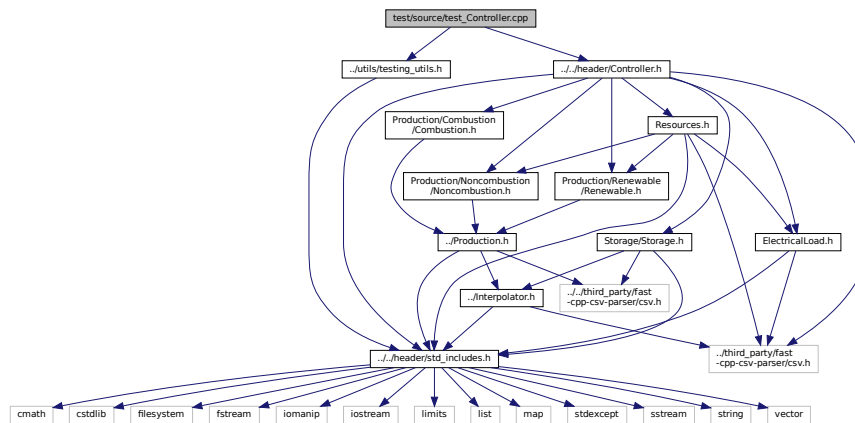 test/source/test_Controller.cpp
../utils/testing_utils.h
../../header/Controller.h
Production/Combustion
/Combustion.h
Resources.h
Production/Noncombustion
/Noncombustion.h
Production/Renewable
/Renewable.h
../Production.h
Storage/Storage.h
ElectricalLoad.h
../Interpolator.h
../../third_party/fast
-cpp-csv-parser/csv.h
../../header/std_includes.h
../third_party/fast
-cpp-csv-parser/csv.h
cmath
cstdlib
filesystem
fstream
iomanip
iostream
limits
list
map
stdexcept
sstream
string
vector